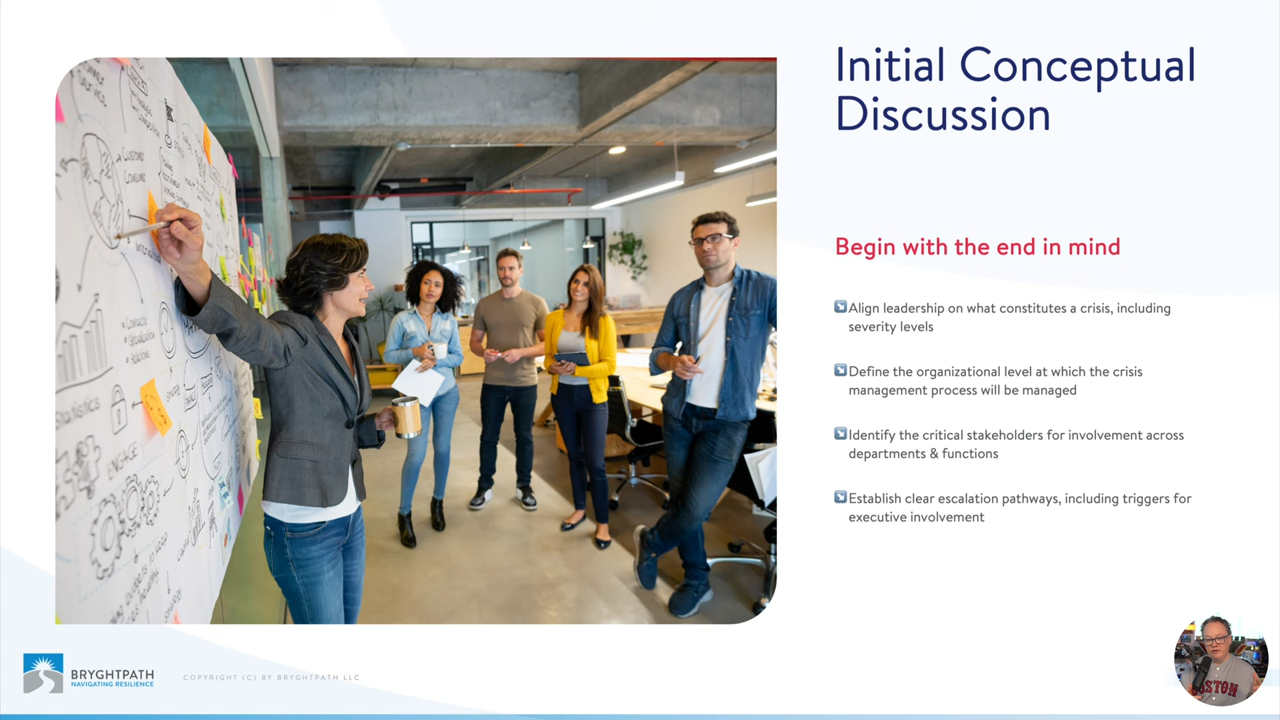 Initial Conceptual
Discussion
Begin with the end in mind
Align leadership on what constitutes a crisis, including
severity levels
Define the organizational level at which the crisis
management process will be managed
Identify the critical stakeholders for involvement across
departments & functions
Establish clear escalation pathways, including triggers for
executive involvement
ENGAGE
BRYGHTPATH
NAVIGATING RESILIENCE
COPYRIGHT (C) BY BRYGHTPATH LLC